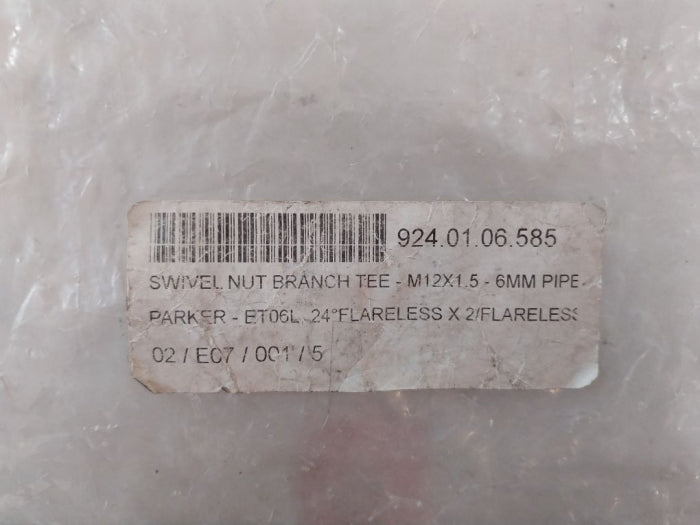 924.01.06.585
SWIVEL NUT BRANCH TEE - M12X1.5 - 6MM PIPE
PARKER - ET06L 24°FLARELESS X 2/FLARELESS
02 / E07 / 001 / 5